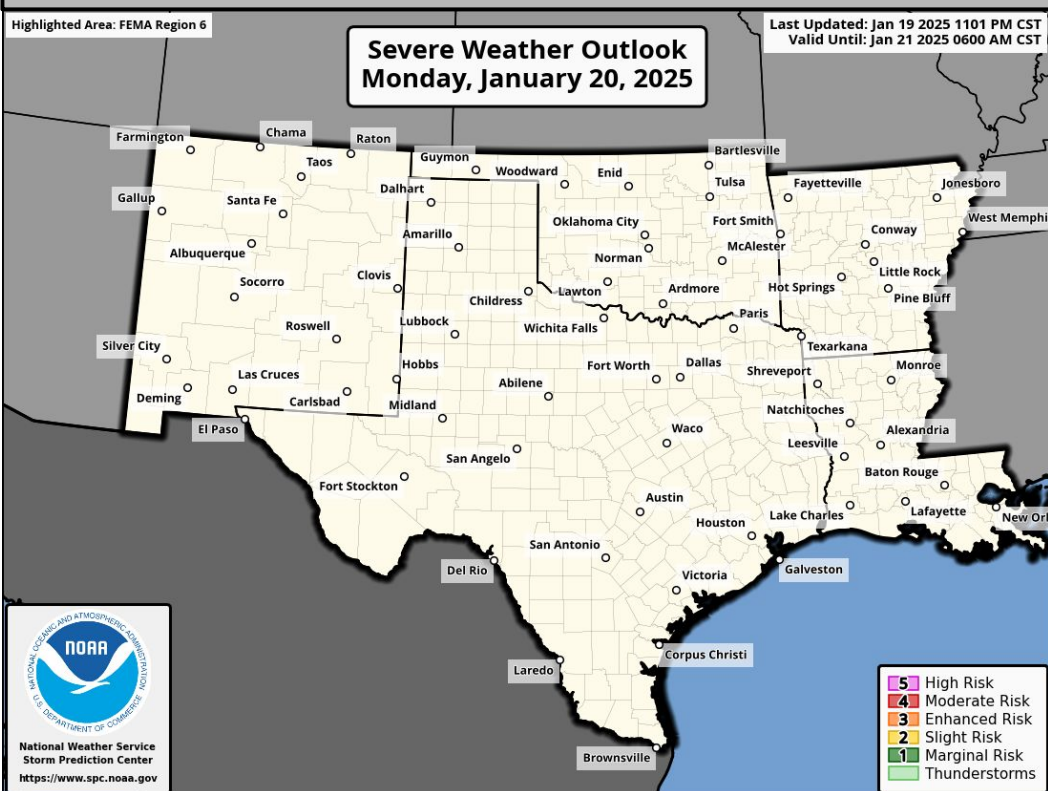 Highlighted Area: FEMA Region 6
Last Updated: Jan 19 2025 1101 PM CST
Valid Until: Jan 21 2025 0600 AM CST
Severe Weather Outlook
Monday, January 20, 2025
Farmington
Chama
Raton
Taos
Guymon
Woodward
Enid
Bartlesville
Tulsa
Fayetteville
Jonesboro
Gallup
Santa Fe
Dalhart
Oklahoma City
Fort Smith
West Memphi
Albuquerque
Amarillo
Norman
McAlester
Conway
Socorro
Clovis
Childress
Lawton
Ardmore
Hot Springs
Little Rock
Pine Bluff
Roswell
Lubbock
Wichita Falls
Paris
Texarkana
Silver City
Las Cruces
Hobbs
Abilene
Fort Worth
Dallas
Shreveport
Monroe
Deming
Carlsbad
Midland
Natchitoches
El Paso
Waco
Leesville
Alexandria
San Angelo
Fort Stockton
Baton Rouge
Austin
Houston
Lake Charles
Lafayette
New Orl
San Antonio
Del Rio
Victoria
Galveston
Laredo
Corpus Christi
Brownsville
NATIONAL OCEANIC AND ATMOSPHERIC ADMINISTRATION
NOAA
U.S. DEPARTMENT OF COMMERCE
National Weather Service
Storm Prediction Center
https://www.spc.noaa.gov
5 High Risk
4 Moderate Risk
3 Enhanced Risk
2 Slight Risk
1 Marginal Risk
Thunderstorms